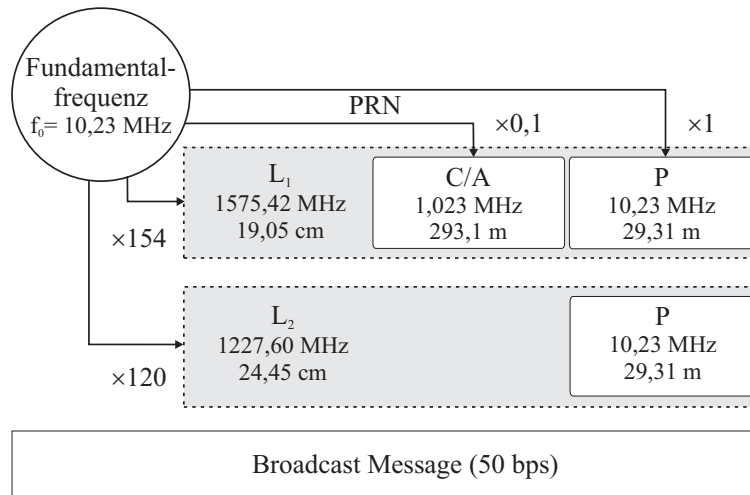 Fundamental-
frequenz
f₀= 10,23 MHz
PRN
×0,1
×1
L₁
1575,42 MHz
19,05 cm
C/A
1,023 MHz
293,1 m
P
10,23 MHz
29,31 m
×154
L₂
1227,60 MHz
24,45 cm
P
10,23 MHz
29,31 m
×120
Broadcast Message (50 bps)